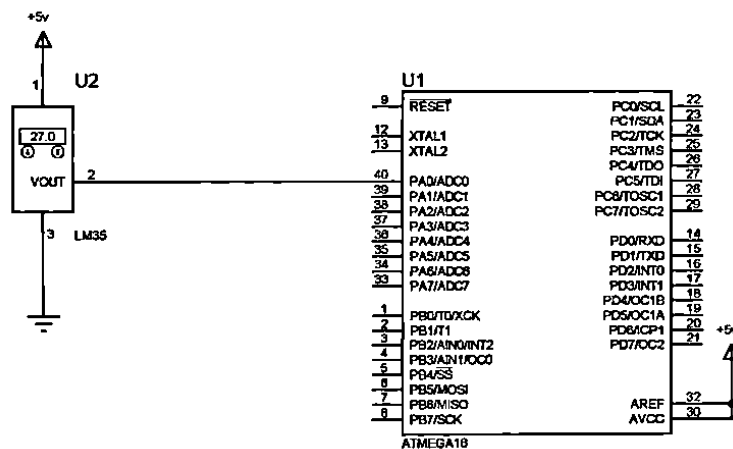 +5v
1
U2
27.0
VOUT
2
3
LM35
U1
9 RESET
12 XTAL1
13 XTAL2
40 PA0/ADC0
39 PA1/ADC1
38 PA2/ADC2
37 PA3/ADC3
36 PA4/ADC4
35 PA5/ADC5
34 PA6/ADC6
33 PA7/ADC7
1 PB0/T0/XCK
2 PB1/T1
3 PB2/AIN0/INT2
4 PB3/AIN1/OC0
5 PB4/SS
6 PB5/MOSI
7 PB6/MISO
8 PB7/SCK
PC0/SCL 22
PC1/SDA 23
PC2/TCK 24
PC3/TMS 25
PC4/TDO 26
PC5/TDI 27
PC6/TOSC1 28
PC7/TOSC2 29
PD0/RXD 14
PD1/TXD 15
PD2/INT0 16
PD3/INT1 17
PD4/OC1B 18
PD5/OC1A 19
PD6/ICP1 20
PD7/OC2 21
AREF 32
AVCC 30
ATMEGA16